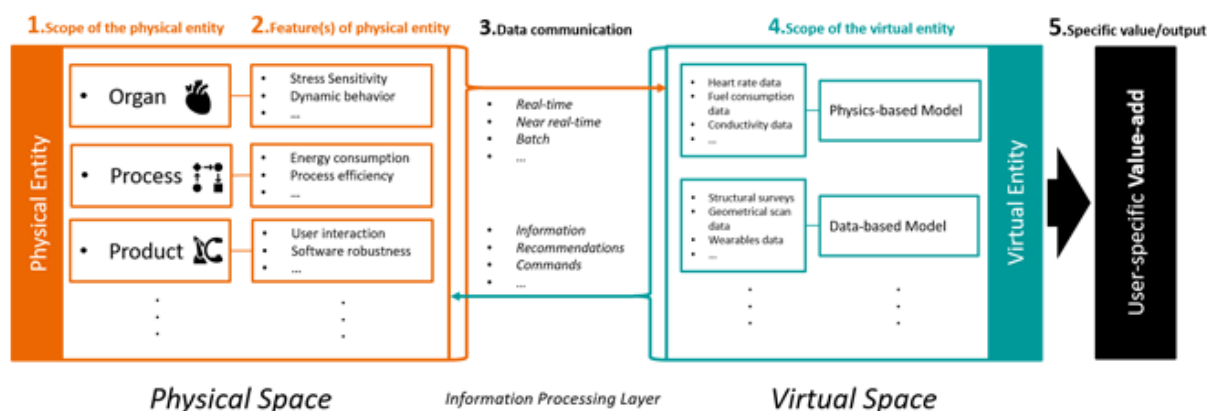 1.Scope of the physical entity
2.Feature(s) of physical entity
3.Data communication
4.Scope of the virtual entity
5.Specific value/output
Physical Entity
• Organ
• Stress Sensitivity
• Dynamic behavior
• ...
• Process
• Energy consumption
• Process efficiency
• ...
• Product
• User interaction
• Software robustness
• ...
• Real-time
• Near real-time
• Batch
• ...
• Information
• Recommendations
• Commands
• ...
• Heart rate data
• Fuel consumption
data
• Conductivity data
• ...
Physics-based Model
• Structural surveys
• Geometrical scan
data
• Wearables data
• ...
Data-based Model
Virtual Entity
User-specific Value-add
Physical Space
Information Processing Layer
Virtual Space